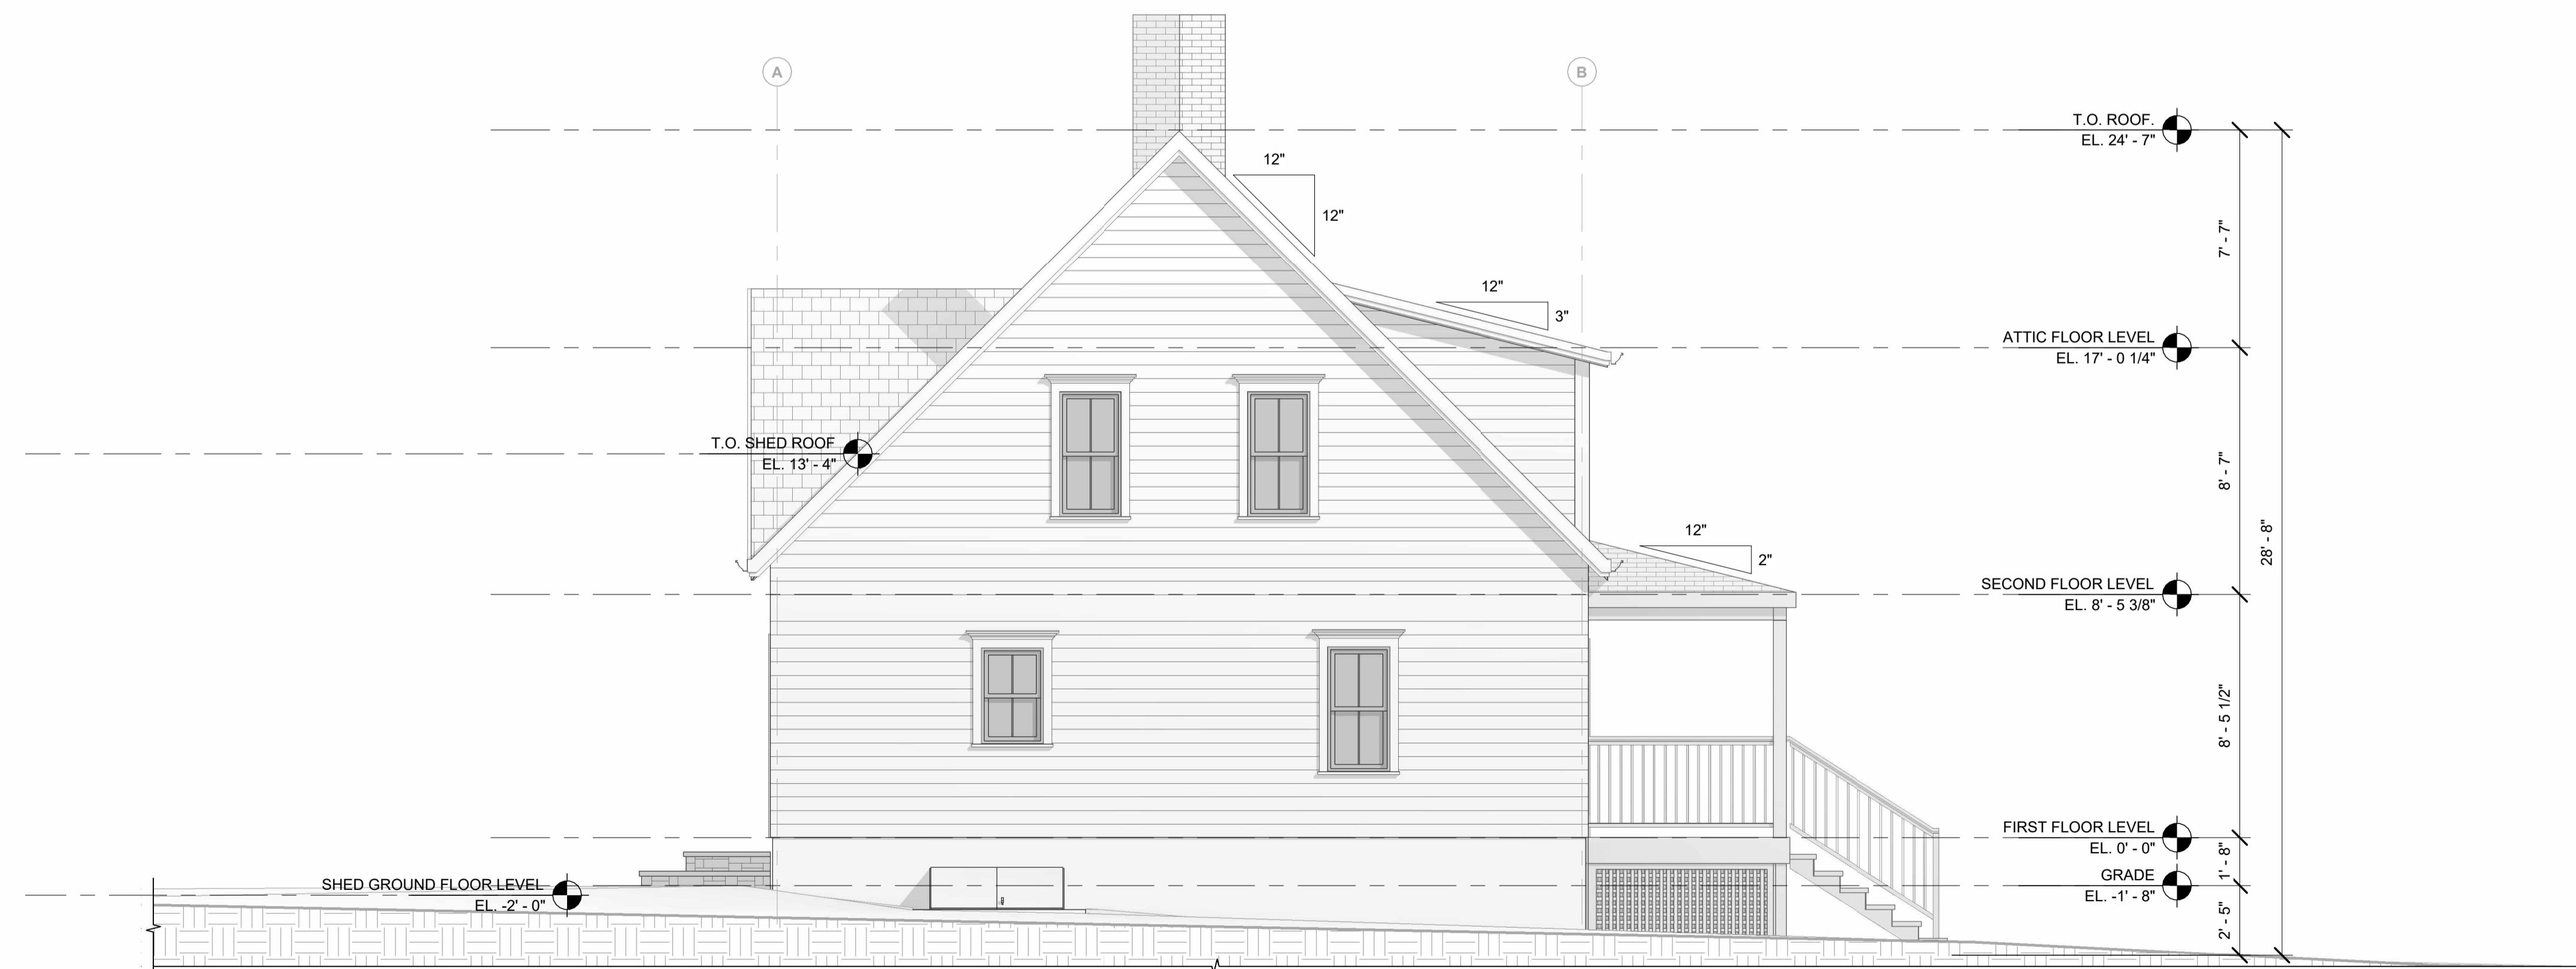 A
B
T.O. ROOF.
EL. 24' - 7"
12"
12"
7' - 7"
12"
3"
ATTIC FLOOR LEVEL
EL. 17' - 0 1/4"
T.O. SHED ROOF
EL. 13' - 4"
8' - 7"
28' - 8"
12"
2"
SECOND FLOOR LEVEL
EL. 8' - 5 3/8"
8' - 5 1/2"
FIRST FLOOR LEVEL
EL. 0' - 0"
1' - 8"
GRADE
EL. -1' - 8"
SHED GROUND FLOOR LEVEL
EL. -2' - 0"
2' - 5"